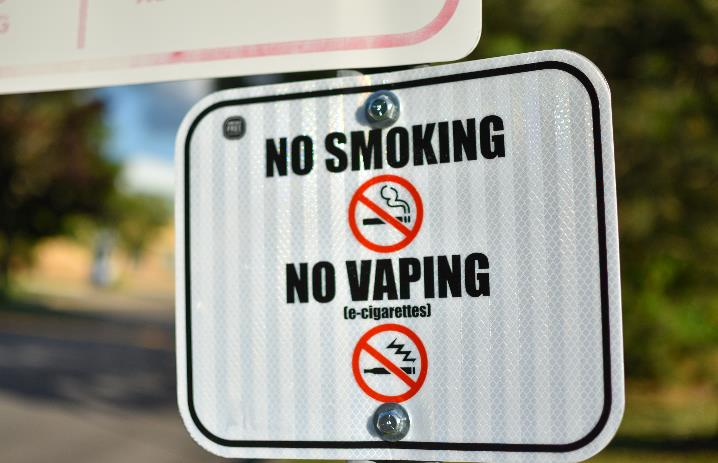 NO SMOKING
NO VAPING
(e-cigarettes)